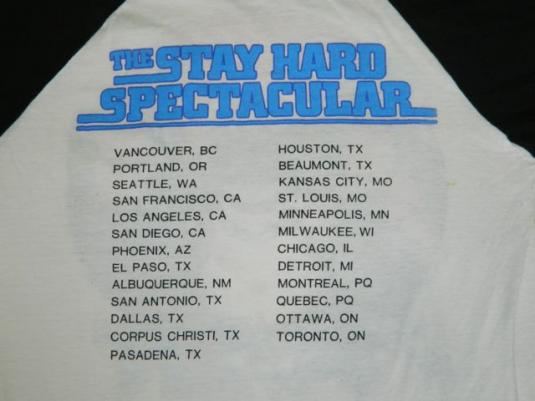 THE STAY HARD
SPECTACULAR
VANCOUVER, BC
PORTLAND, OR
SEATTLE, WA
SAN FRANCISCO, CA
LOS ANGELES, CA
SAN DIEGO, CA
PHOENIX, AZ
EL PASO, TX
ALBUQUERQUE, NM
SAN ANTONIO, TX
DALLAS, TX
CORPUS CHRISTI, TX
PASADENA, TX
HOUSTON, TX
BEAUMONT, TX
KANSAS CITY, MO
ST. LOUIS, MO
MINNEAPOLIS, MN
MILWAUKEE, WI
CHICAGO, IL
DETROIT, MI
MONTREAL, PQ
QUEBEC, PQ
OTTAWA, ON
TORONTO, ON